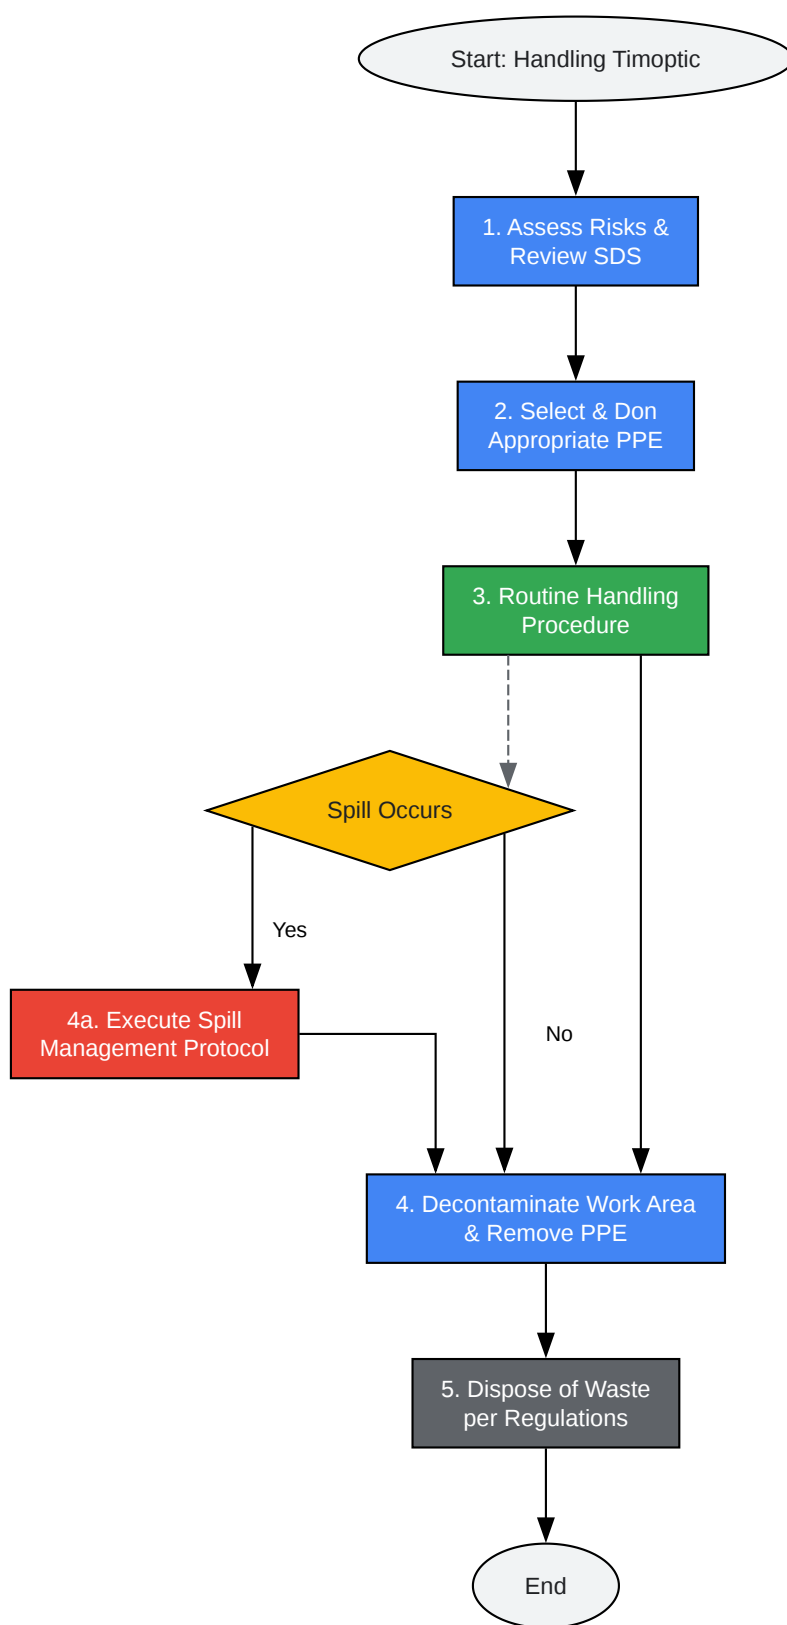 Start: Handling Timoptic
1. Assess Risks &
Review SDS
2. Select & Don
Appropriate PPE
3. Routine Handling
Procedure
Spill Occurs
Yes
4a. Execute Spill
Management Protocol
No
4. Decontaminate Work Area
& Remove PPE
5. Dispose of Waste
per Regulations
End